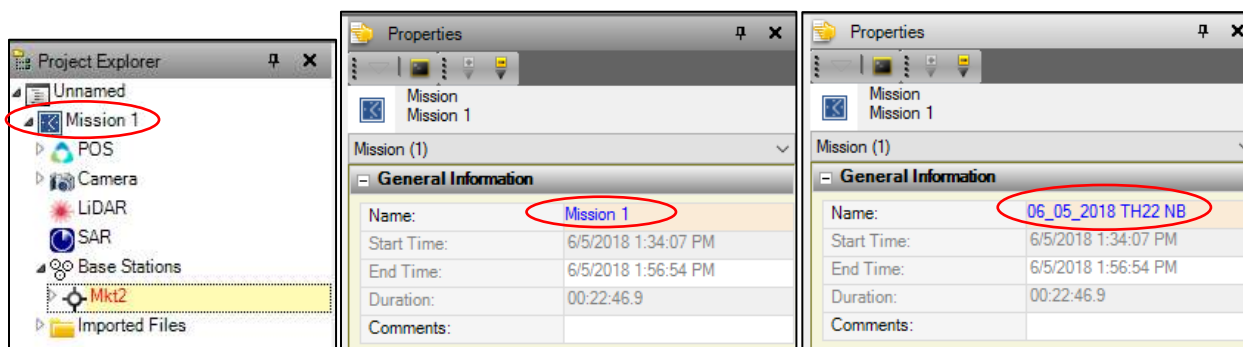 Project Explorer
Unnamed
Mission 1
POS
Camera
LiDAR
SAR
Base Stations
Mkt2
Imported Files
Properties
Mission
Mission 1
Mission (1)
General Information
Name: Mission 1
Start Time: 6/5/2018 1:34:07 PM
End Time: 6/5/2018 1:56:54 PM
Duration: 00:22:46.9
Comments:
Properties
Mission
Mission 1
Mission (1)
General Information
Name: 06_05_2018 TH22 NB
Start Time: 6/5/2018 1:34:07 PM
End Time: 6/5/2018 1:56:54 PM
Duration: 00:22:46.9
Comments: